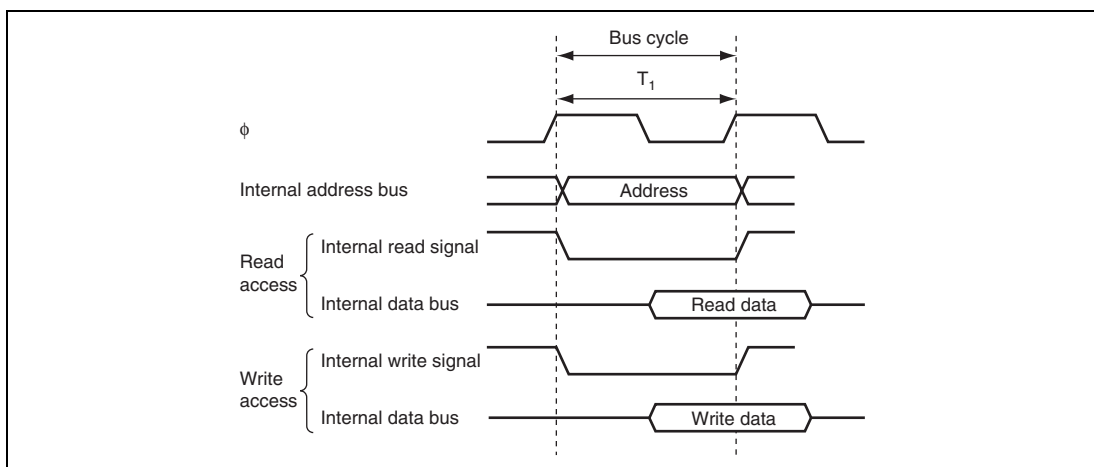 Bus cycle
T₁
ϕ
Internal address bus
Address
Read access
Internal read signal
Internal data bus
Read data
Write access
Internal write signal
Internal data bus
Write data